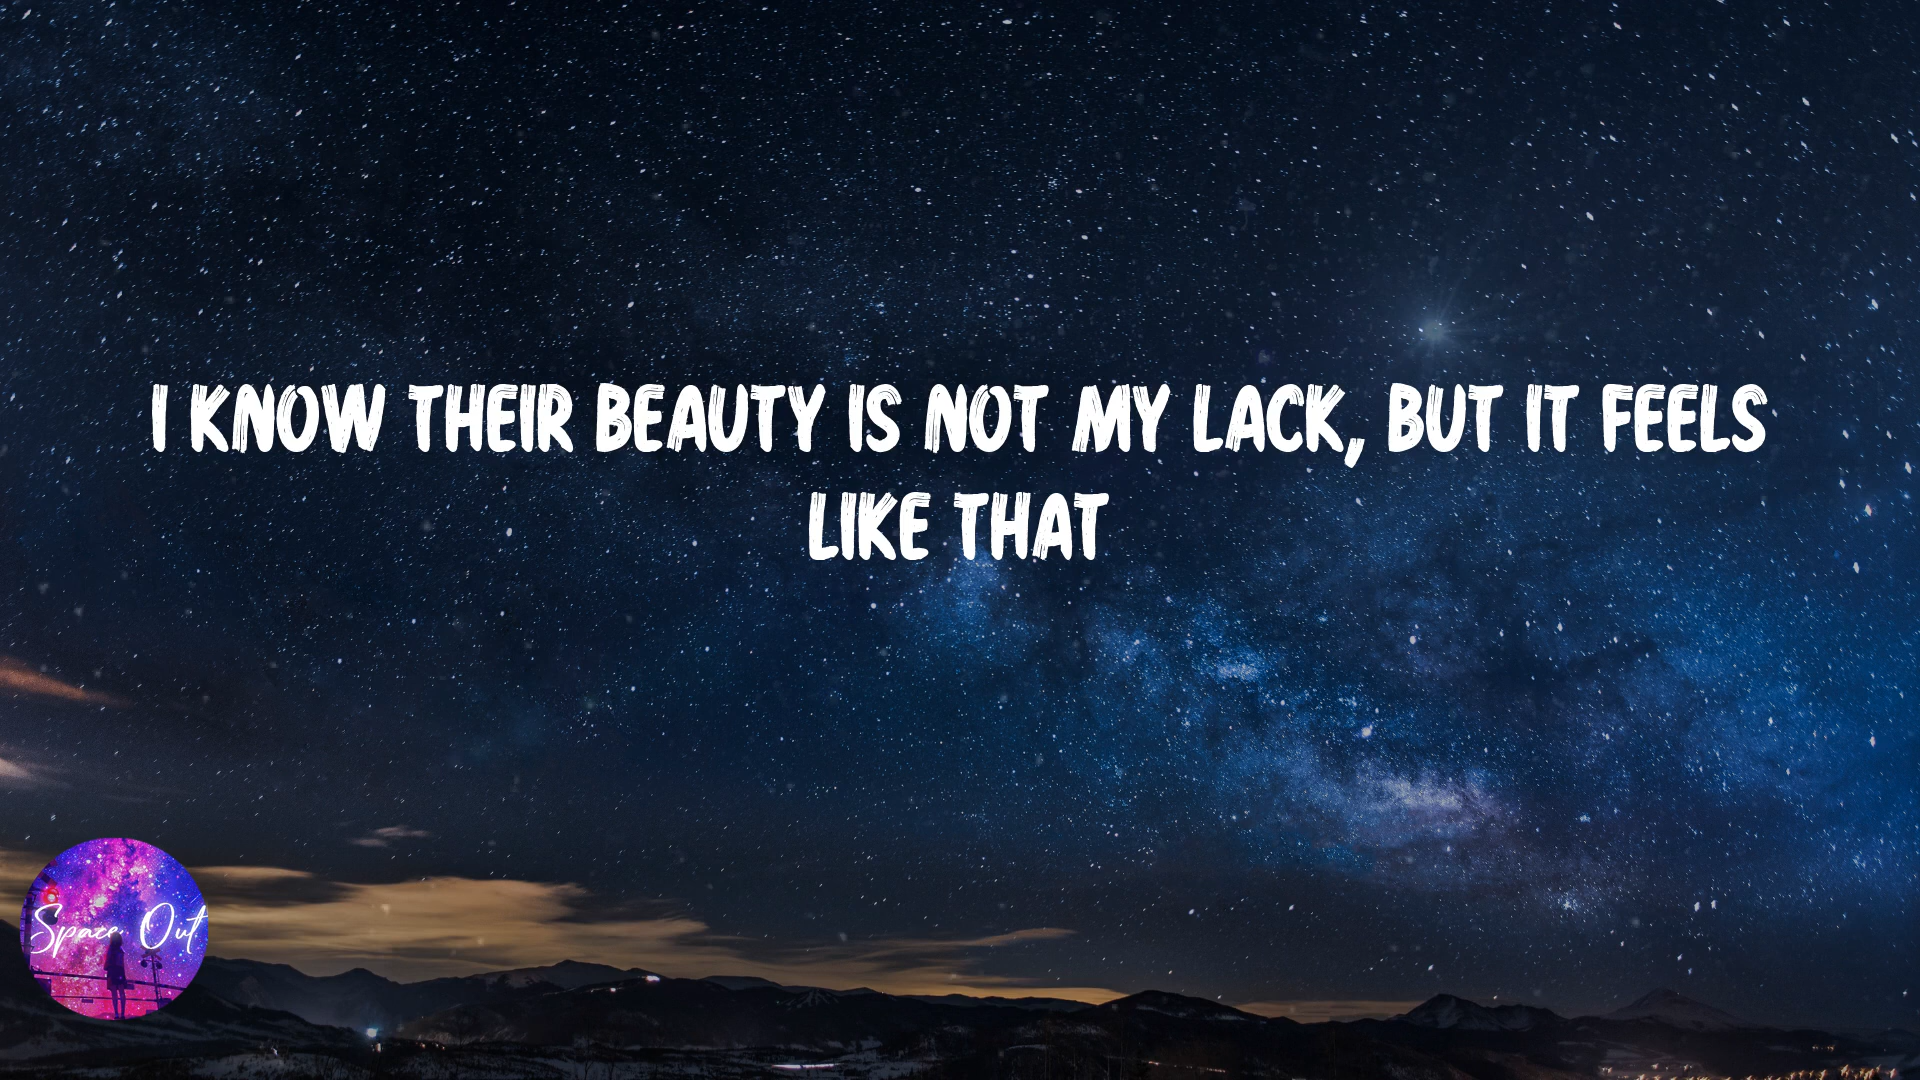 I KNOW THEIR BEAUTY IS NOT MY LACK, BUT IT FEELS
LIKE THAT
Space Out